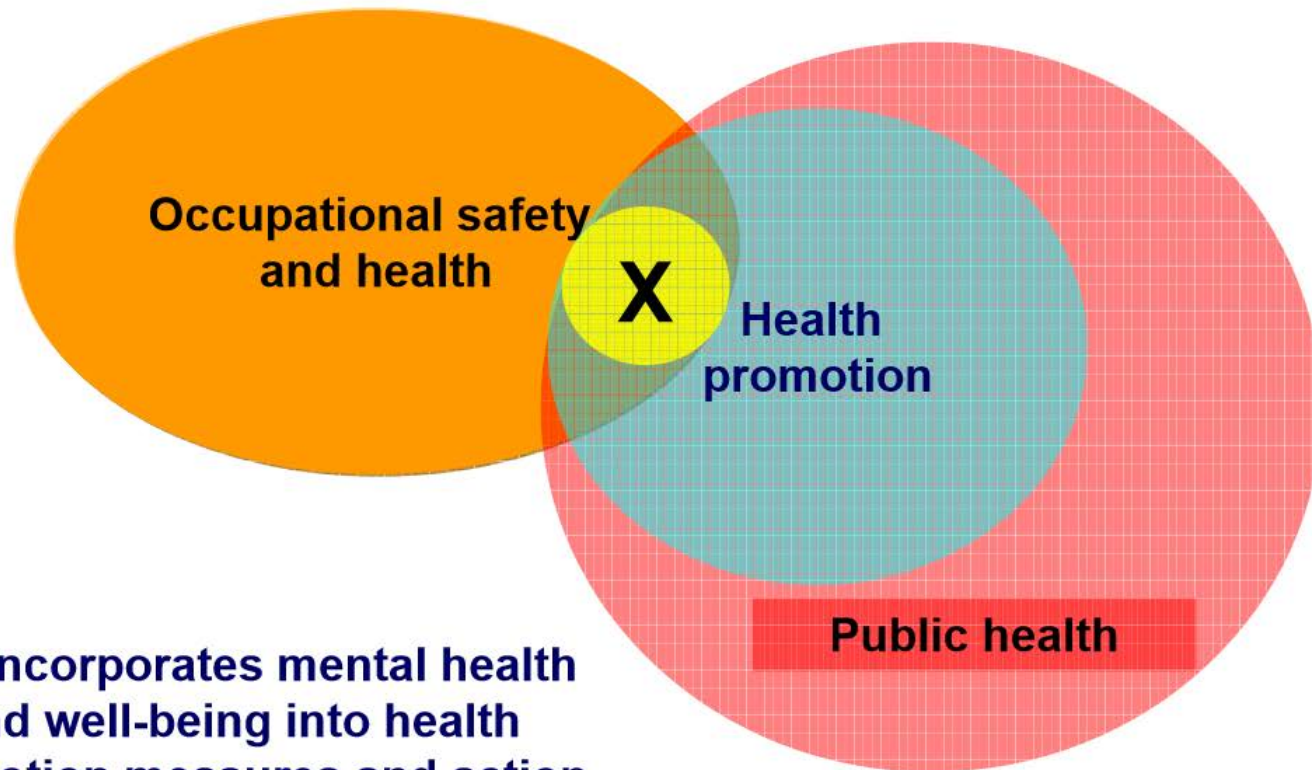 Occupational safety
and health
X
Health
promotion
Public health
ncorporates mental health
d well-being into health